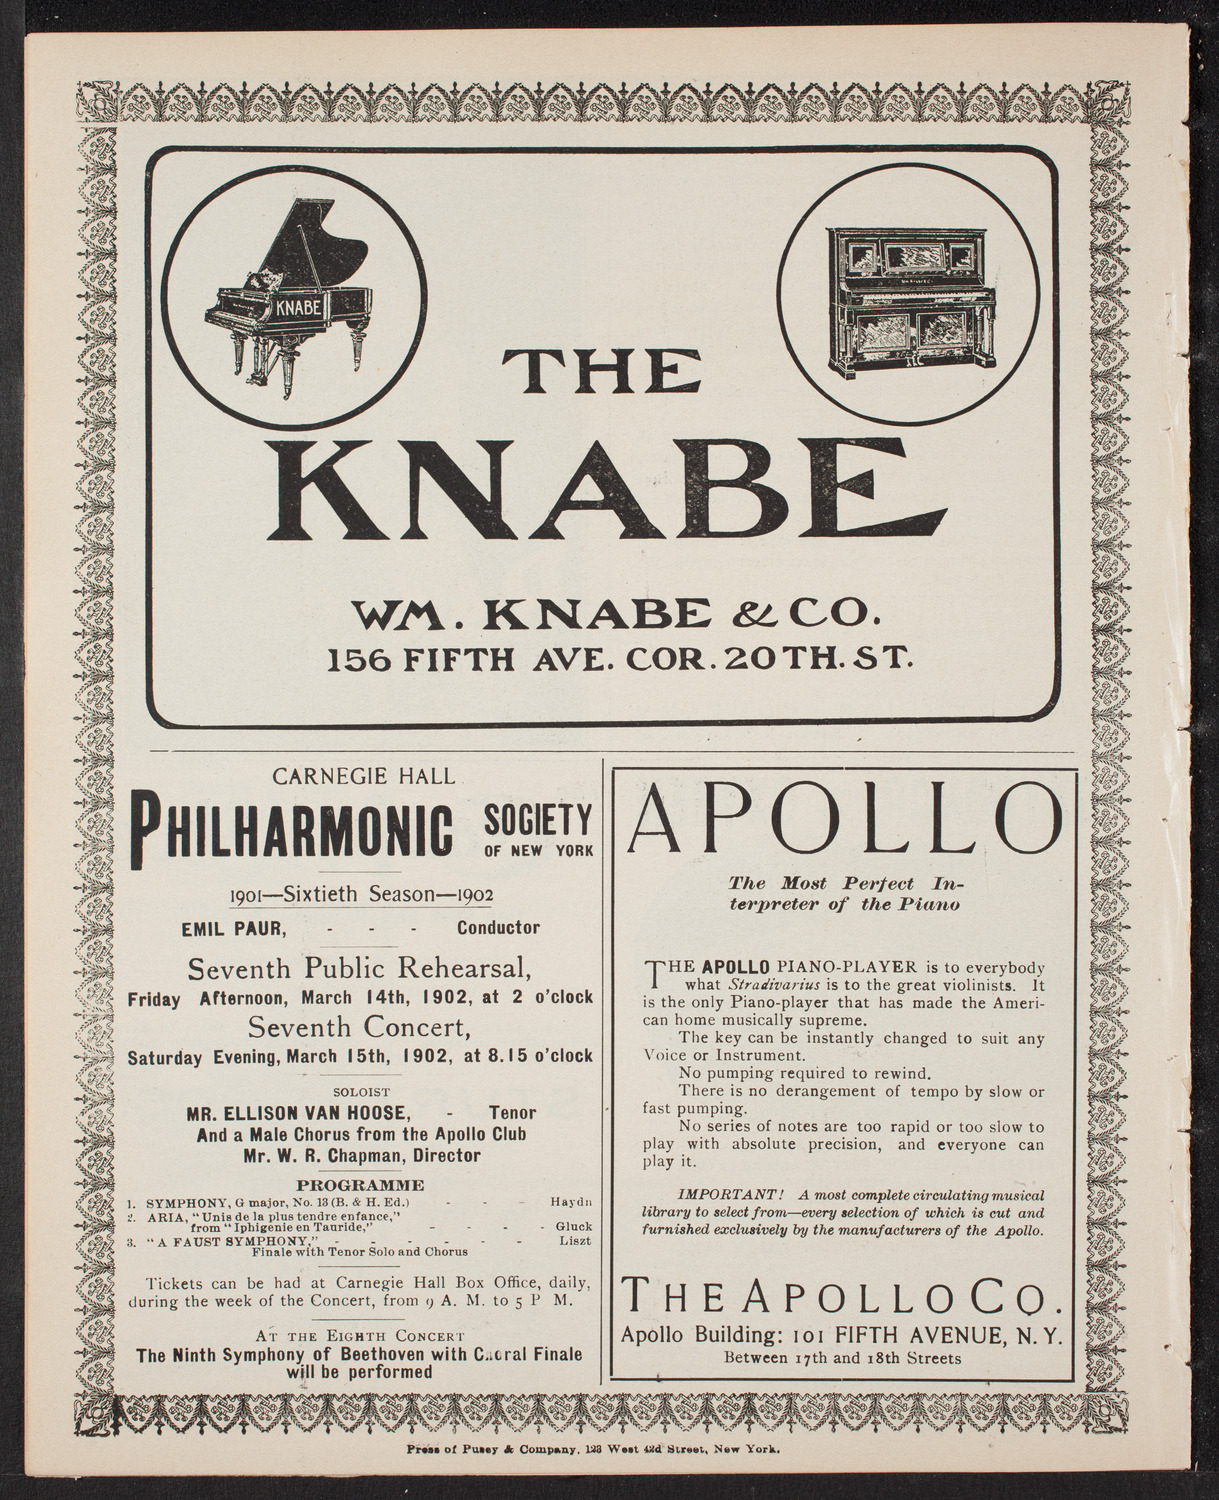 KNABE
THE
KNABE
WM. KNABE & CO.
156 FIFTH AVE. COR. 20TH. ST.
CARNEGIE HALL
PHILHARMONIC SOCIETY
OF NEW YORK
1901—Sixtieth Season—1902
EMIL PAUR, - - - Conductor
Seventh Public Rehearsal,
Friday Afternoon, March 14th, 1902, at 2 o'clock
Seventh Concert,
Saturday Evening, March 15th, 1902, at 8.15 o'clock
SOLOIST
MR. ELLISON VAN HOOSE, - Tenor
And a Male Chorus from the Apollo Club
Mr. W. R. Chapman, Director
PROGRAMME
1. SYMPHONY, G major, No. 13 (B. & H. Ed.) - - - Haydn
2. ARIA, "Unis de la plus tendre enfance,"
from "Iphigenie en Tauride," - - - - Gluck
3. "A FAUST SYMPHONY," - - - - - Liszt
Finale with Tenor Solo and Chorus
Tickets can be had at Carnegie Hall Box Office, daily,
during the week of the Concert, from 9 A. M. to 5 P M.
AT THE EIGHTH CONCERT
The Ninth Symphony of Beethoven with Choral Finale
will be performed
APOLLO
The Most Perfect In-
terpreter of the Piano
THE APOLLO PIANO-PLAYER is to everybody
what Stradivarius is to the great violinists. It
is the only Piano-player that has made the Ameri-
can home musically supreme.
The key can be instantly changed to suit any
Voice or Instrument.
No pumping required to rewind.
There is no derangement of tempo by slow or
fast pumping.
No series of notes are too rapid or too slow to
play with absolute precision, and everyone can
play it.
IMPORTANT! A most complete circulating musical
library to select from—every selection of which is cut and
furnished exclusively by the manufacturers of the Apollo.
THE APOLLO CO.
Apollo Building: 101 FIFTH AVENUE, N. Y.
Between 17th and 18th Streets
Press of Pusey & Company, 123 West 42d Street, New York.